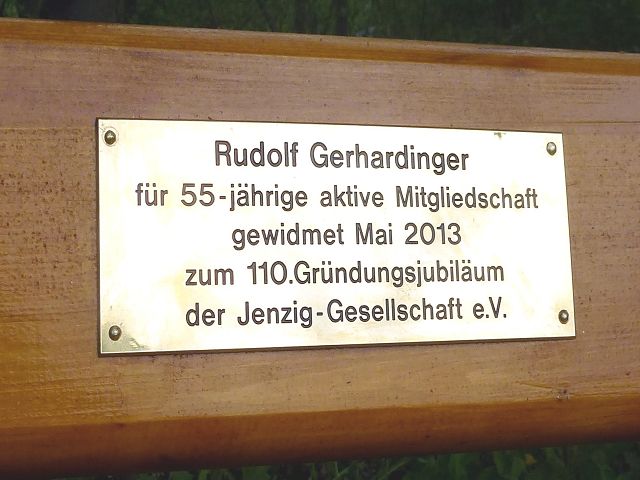 Rudolf Gerhardinger
für 55-jährige aktive Mitgliedschaft
gewidmet Mai 2013
zum 110.Gründungsjubiläum
der Jenzig-Gesellschaft e.V.